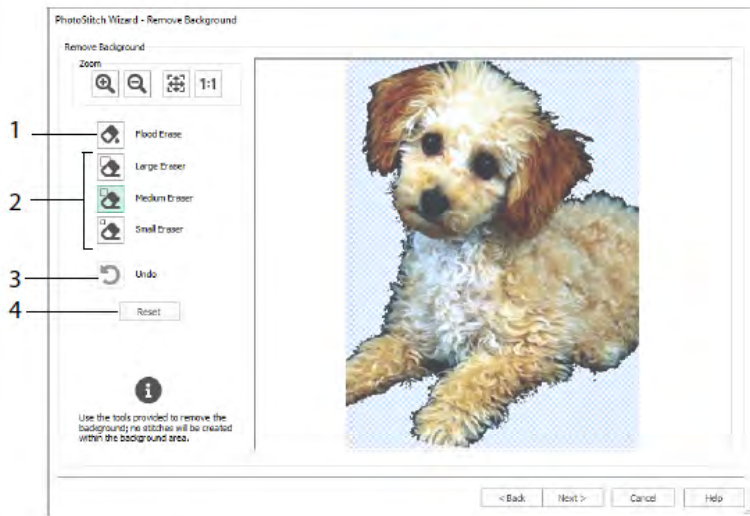 PhotoStitch Wizard - Remove Background
Remove Background
Zoom
1:1
1
Flood Erase
2
Large Eraser
Medium Eraser
Small Eraser
3
Undo
4
Reset
Use the tools provided to remove the
background; no stitches will be created
within the background area.
< Back
Next >
Cancel
Help